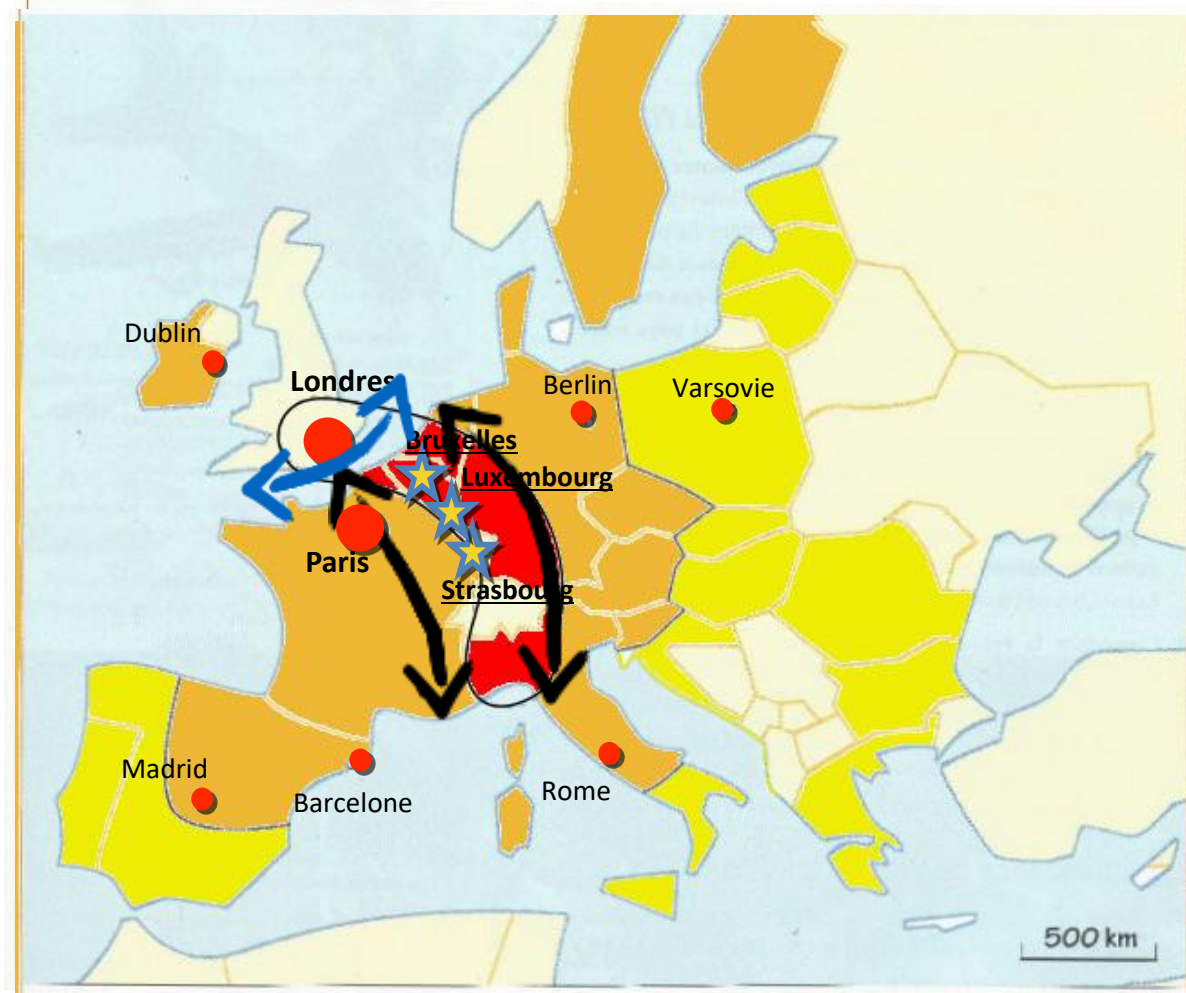 Dublin
Londres
Berlin
Varsovie
Bruxelles
Luxembourg
Paris
Strasbourg
Madrid
Barcelone
Rome
500 km